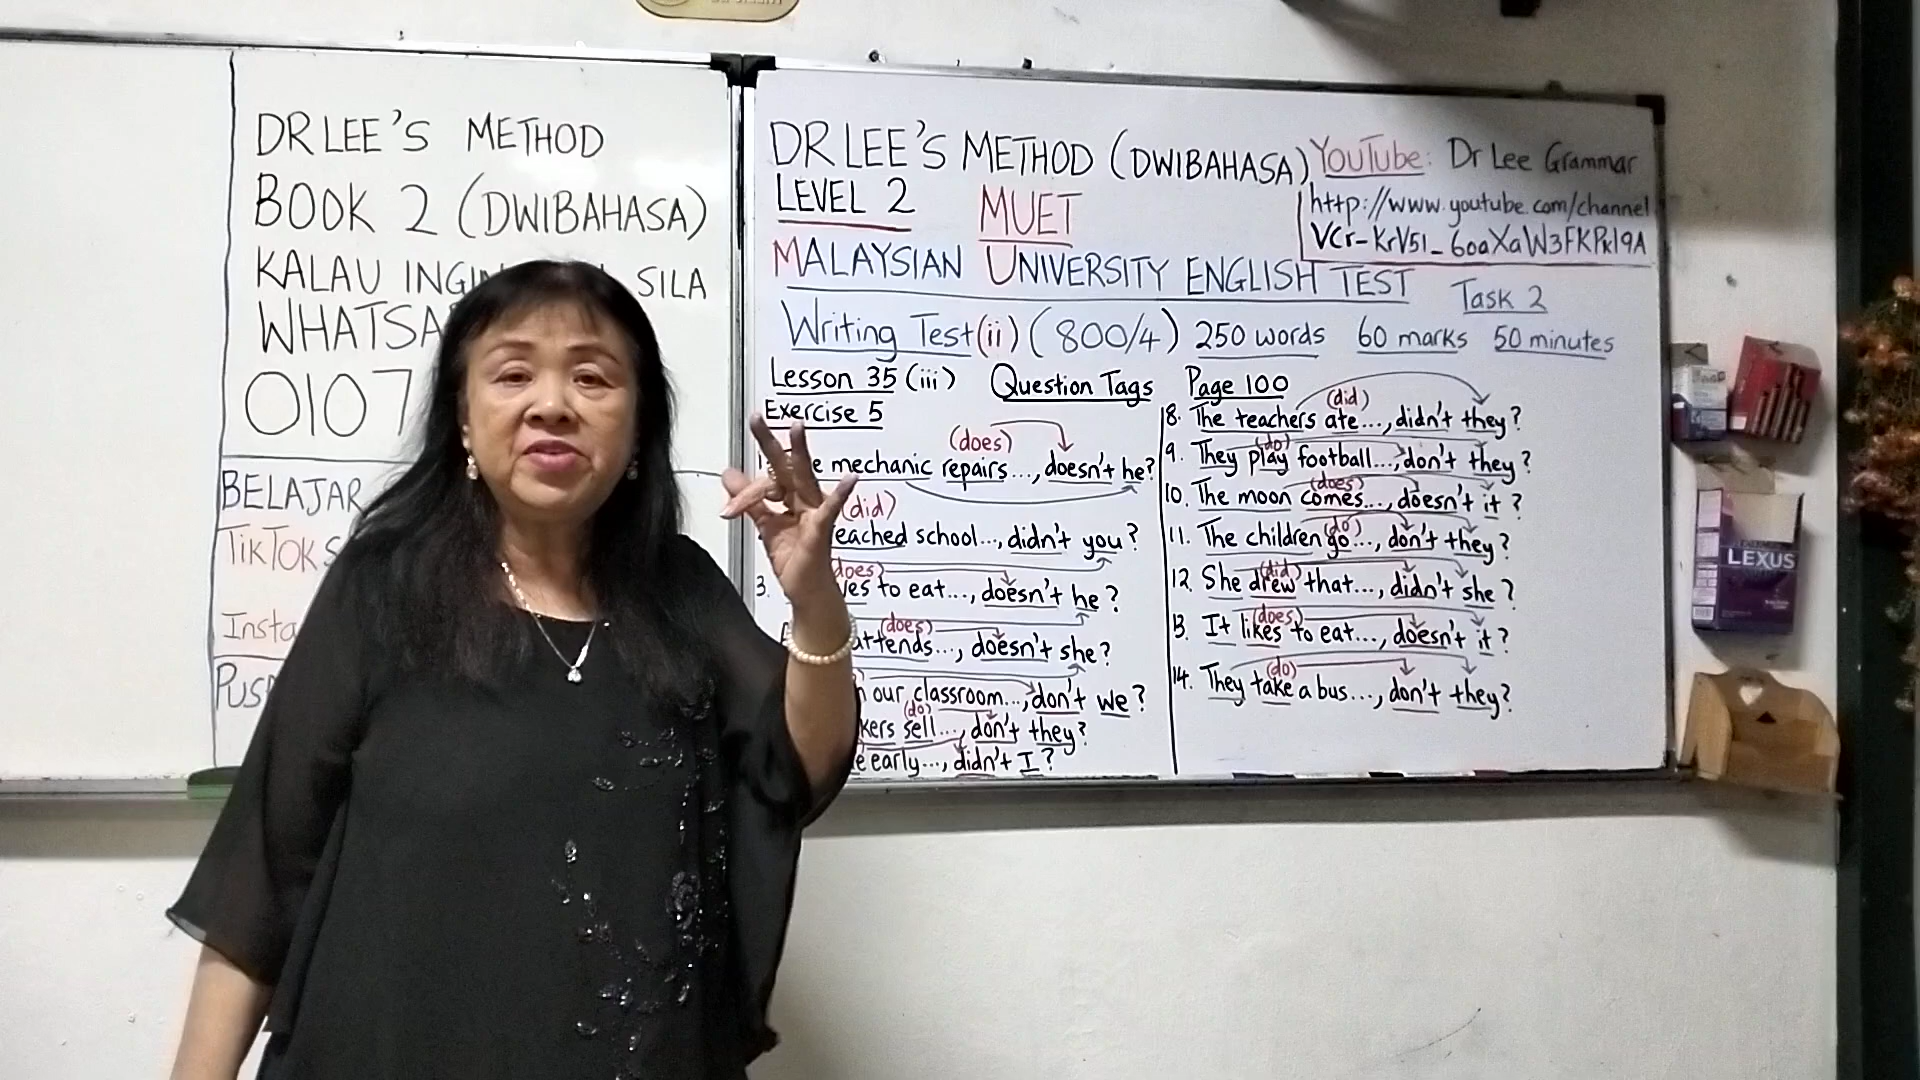 DR LEE'S METHOD
BOOK 2 (DWIBAHASA)
KALAU SILA
0107
BELAJAR
TikTok
Insta
DR LEE'S METHOD (DWIBAHASA)
LEVEL 2 MUET
YouTube: Dr Lee Grammar
http://www.youtube.com/channel
VCr-KrV51_6oaXaW3FKPkl9A
MALAYSIAN UNIVERSITY ENGLISH TEST
Task 2
Writing Test (ii) (800/4) 250 words 60 marks 50 minutes
Lesson 35 (iii) Question Tags Page 100
Exercise 5
(does)
mechanic repairs..., doesn't he?
(did)
school..., didn't you?
(does)
3. to eat..., doesn't he?
(does)
attends..., doesn't she?
our classroom..., don't we?
(do)
sell..., don't they?
early..., didn't I?
(did)
8. The teachers ate..., didn't they?
(do)
9. They play football..., don't they?
(does)
10. The moon comes..., doesn't it?
(do)
11. The children go..., don't they?
(did)
12. She drew that..., didn't she?
(does)
13. It likes to eat..., doesn't it?
(do)
14. They take a bus..., don't they?
LEXUS